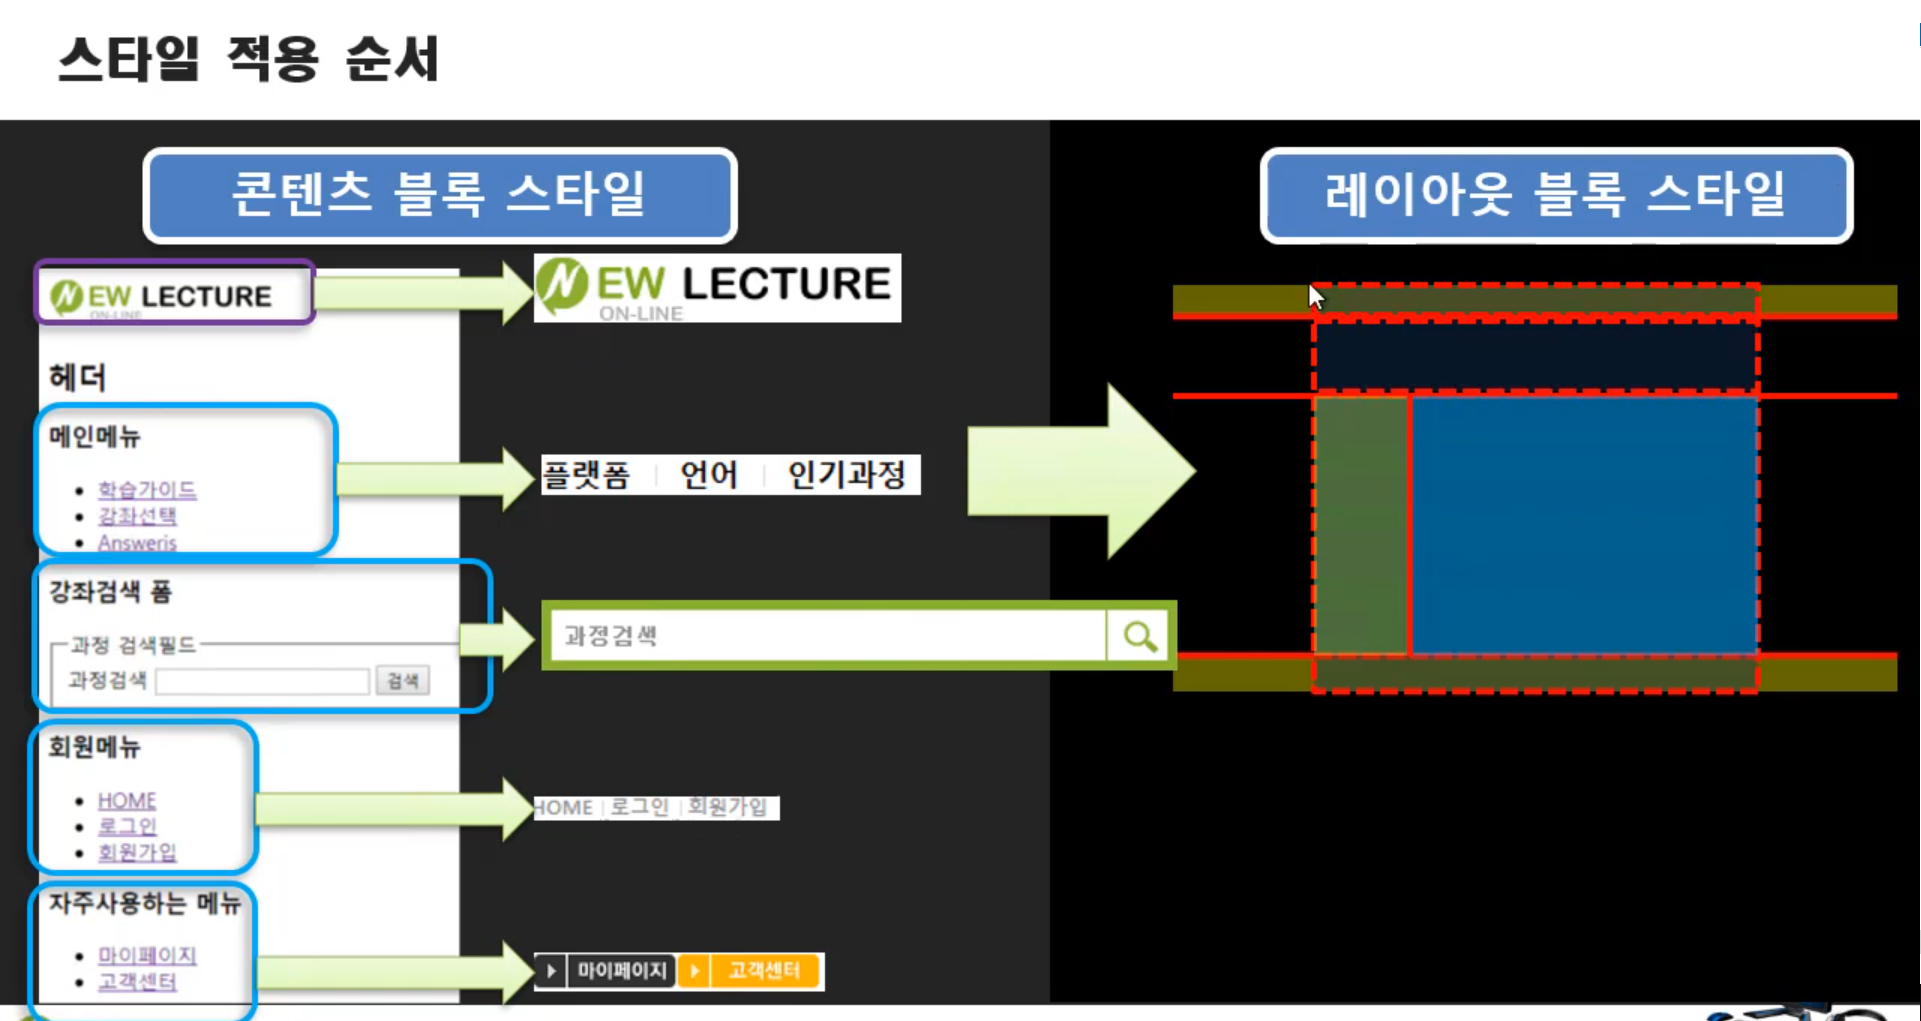 스타일 적용 순서
콘텐츠 블록 스타일
레이아웃 블록 스타일
NEW LECTURE
ON-LINE
NEW LECTURE
ON-LINE
헤더
메인메뉴
학습가이드
강좌선택
Answeris
플랫폼 | 언어 | 인기과정
강좌검색 폼
과정 검색필드
과정검색 검색
과정검색
회원메뉴
HOME
로그인
회원가입
HOME | 로그인 | 회원가입
자주사용하는 메뉴
마이페이지
고객센터
마이페이지 고객센터